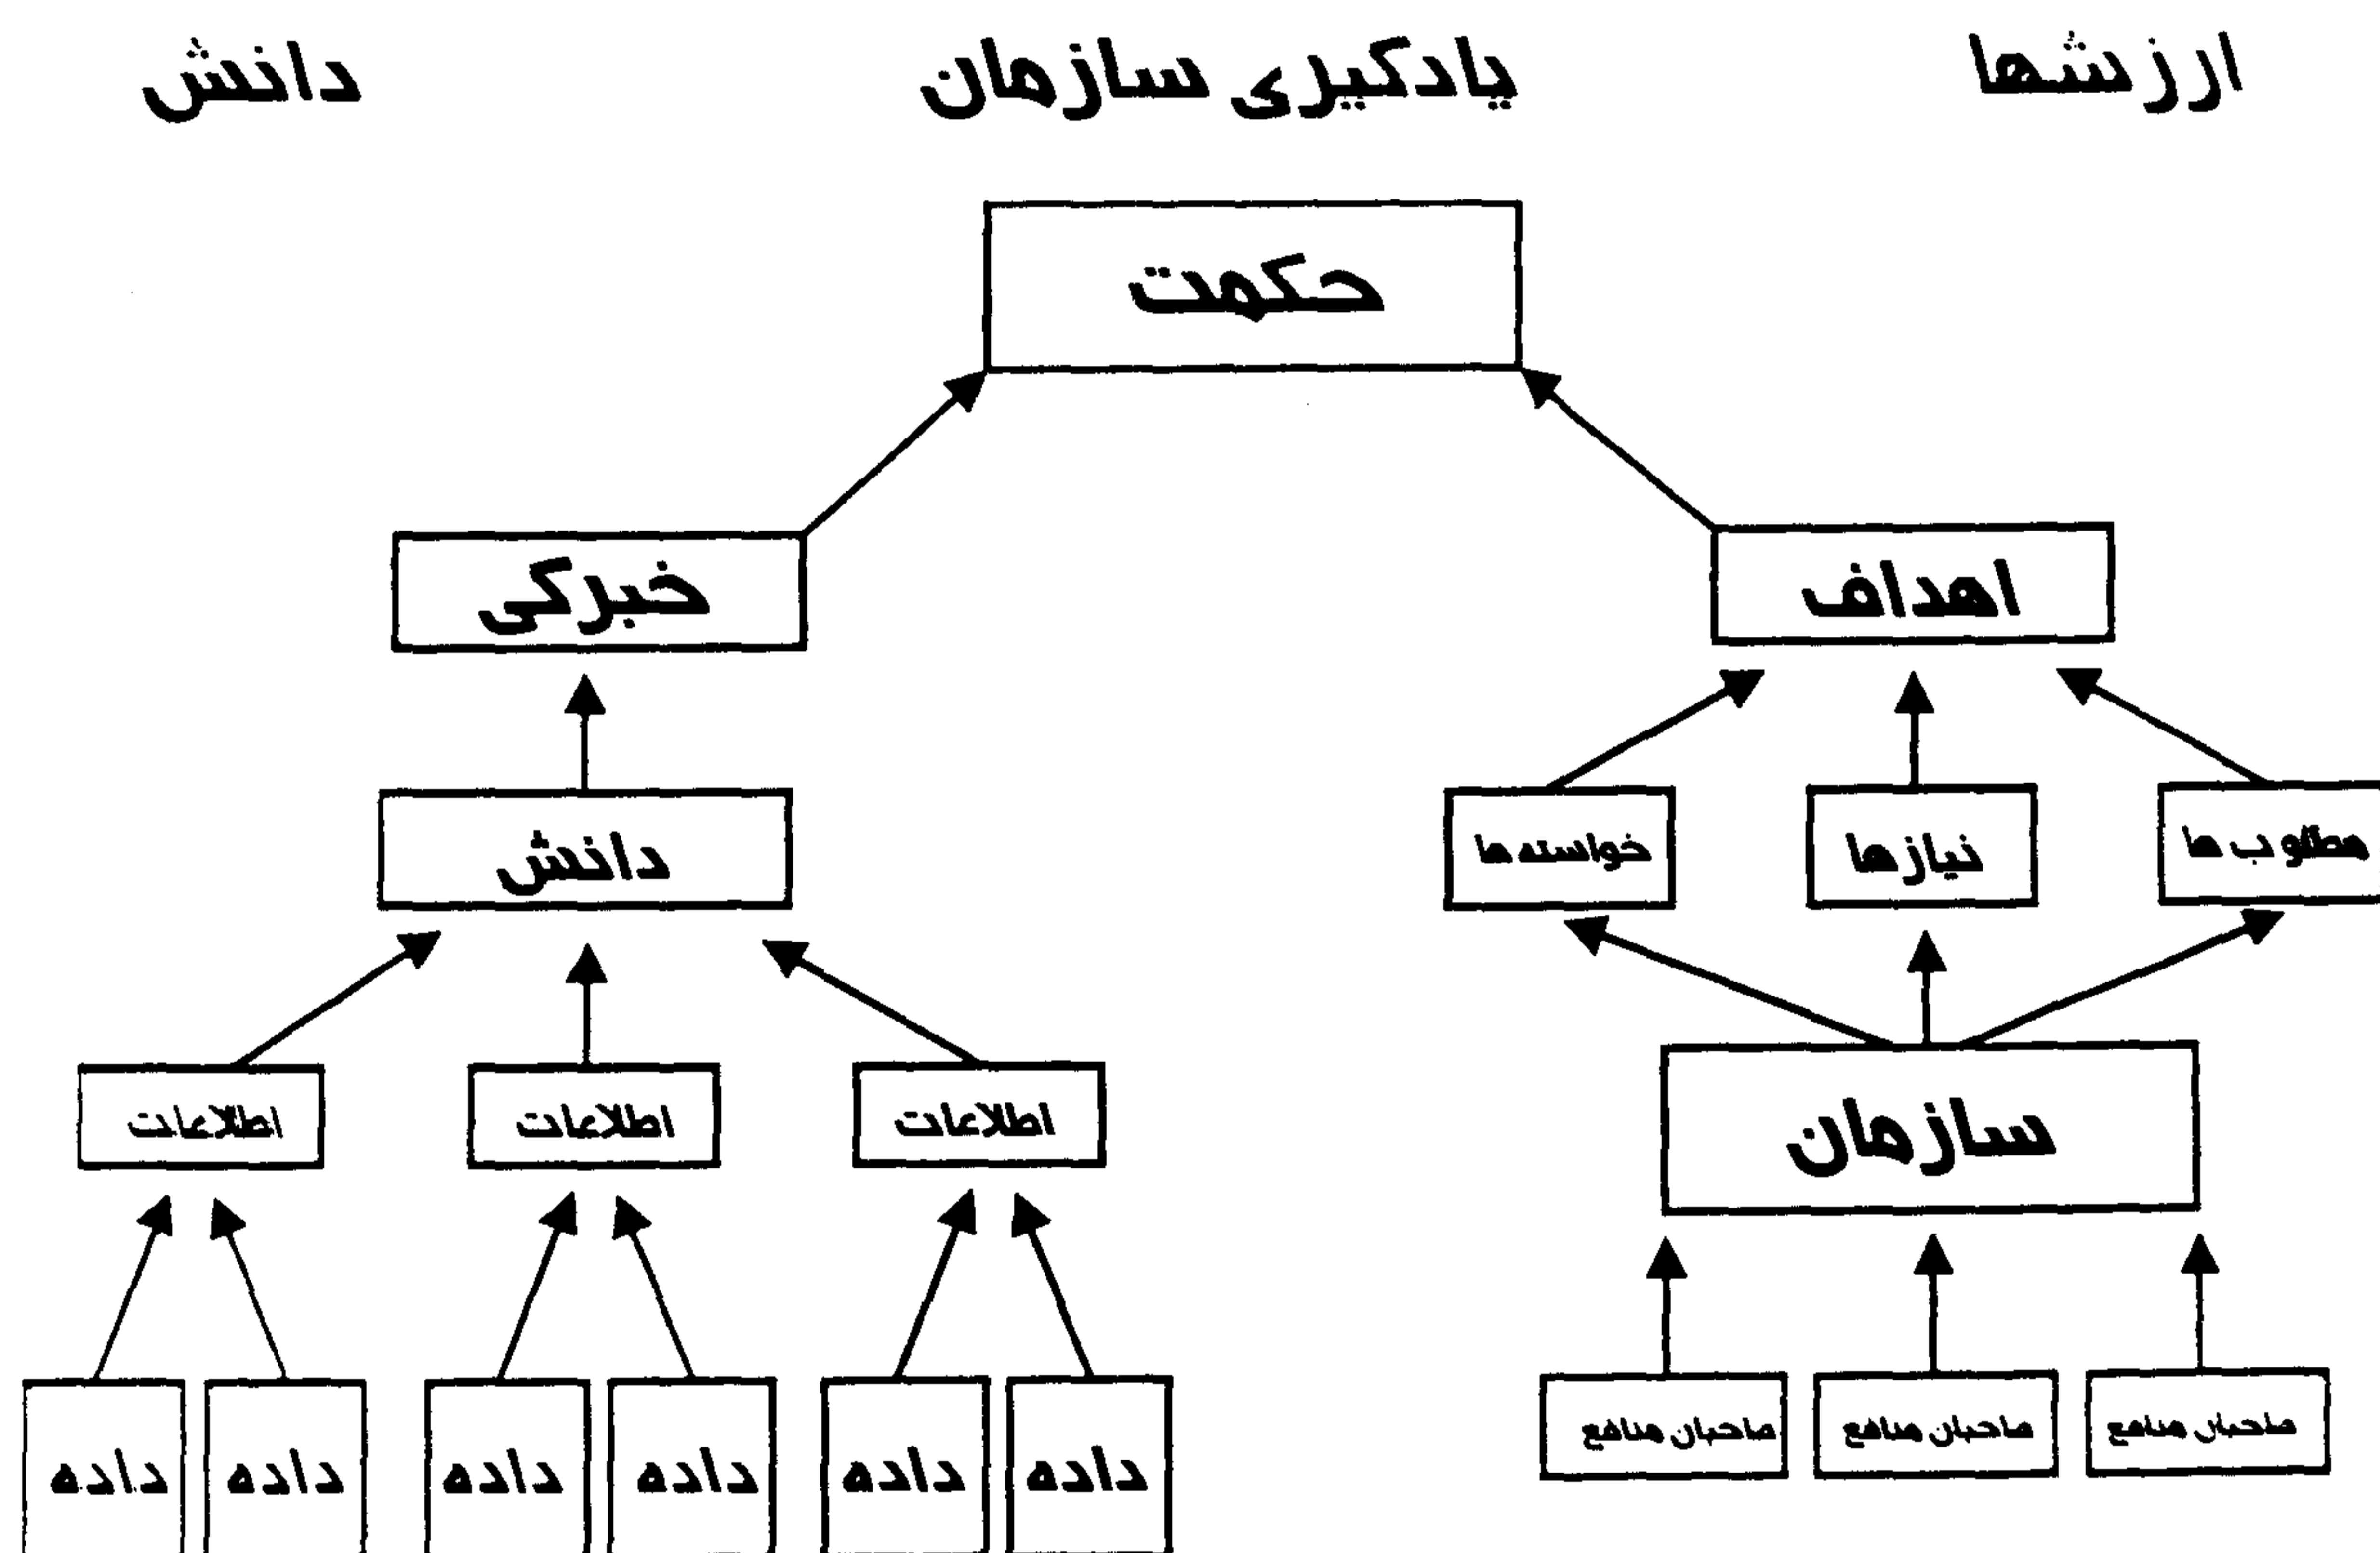 ارزشها
یادگیری سازمان
دانش
حکمت
اهداف
خبرگی
مطلوب ها
نیازها
خواسته ها
دانش
سازمان
اطلاعات
اطلاعات
اطلاعات
صاحبان منافع
صاحبان منافع
صاحبان منافع
داده
داده
داده
داده
داده
داده